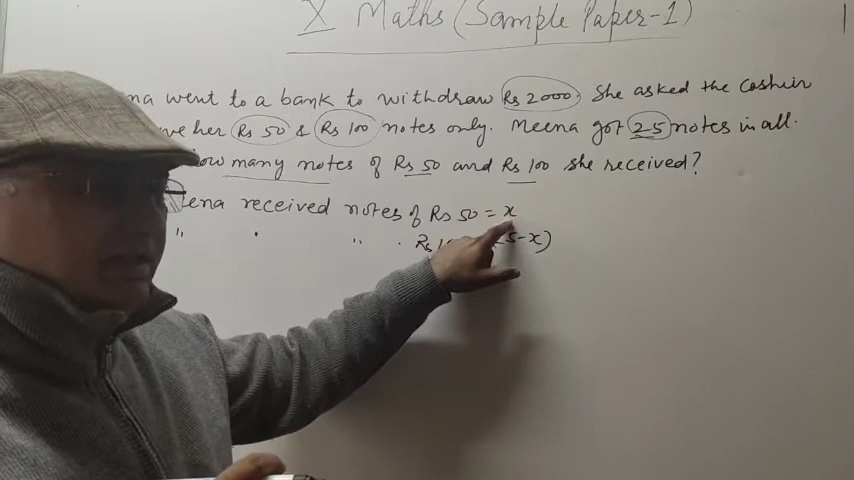 X Maths (Sample Paper-1)
na went to a bank to withdraw Rs 2000. She asked the cashier
ve her Rs 50 & Rs 100 notes only. Meena got 25 notes in all.
ow many notes of Rs 50 and Rs 100 she received?
eena received notes of Rs 50 = x
" " " . Rs 5-x)